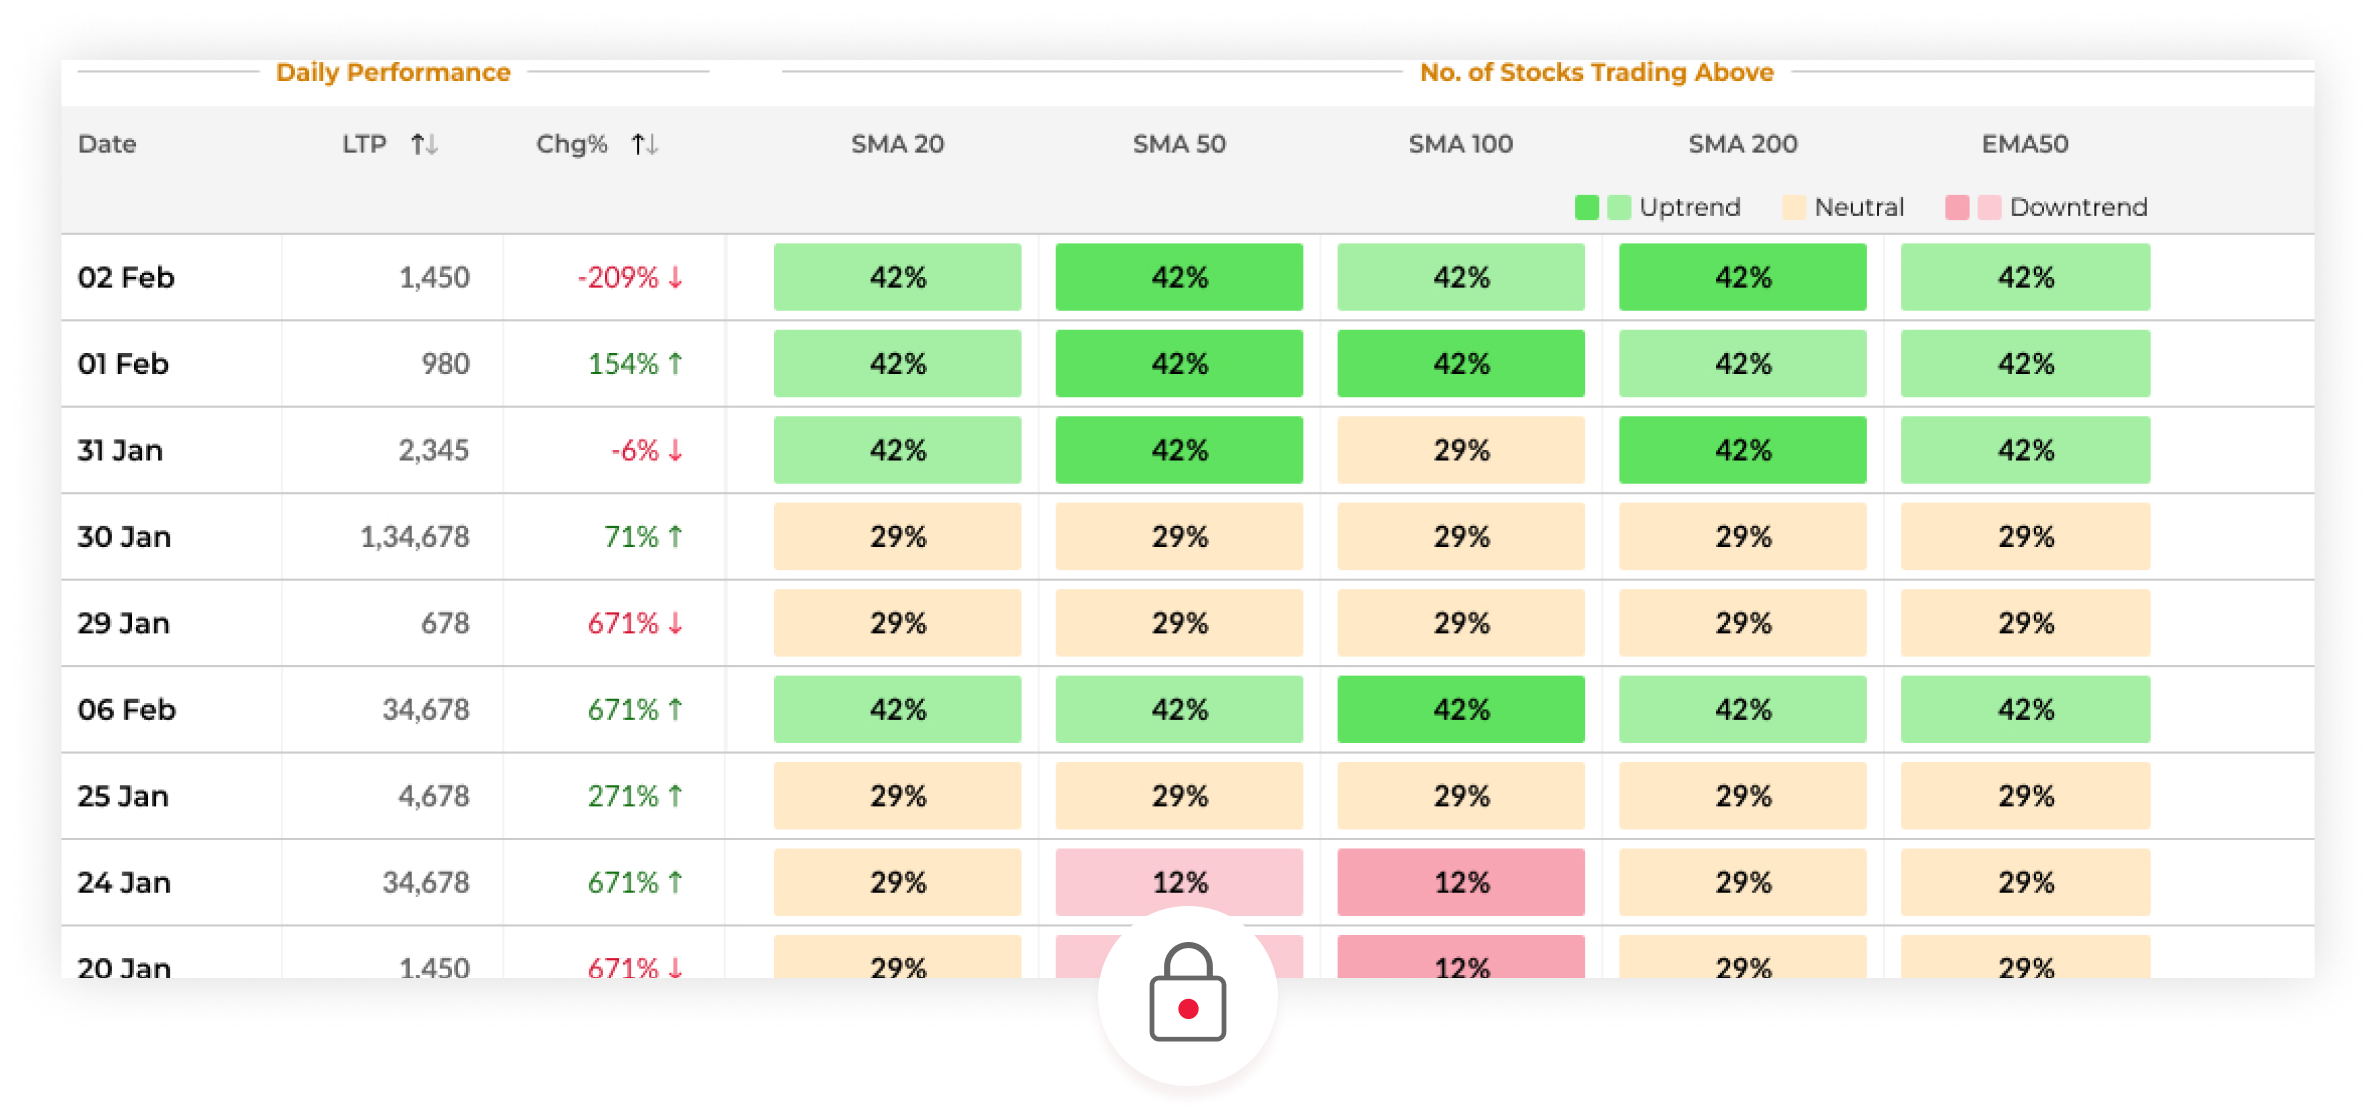 Daily Performance No. of Stocks Trading Above
Date LTP ↑↓ Chg% ↑↓ SMA 20 SMA 50 SMA 100 SMA 200 EMA50
Uptrend Neutral Downtrend
02 Feb 1,450 -209% ↓ 42% 42% 42% 42% 42%
01 Feb 980 154% ↑ 42% 42% 42% 42% 42%
31 Jan 2,345 -6% ↓ 42% 42% 29% 42% 42%
30 Jan 1,34,678 71% ↑ 29% 29% 29% 29% 29%
29 Jan 678 671% ↓ 29% 29% 29% 29% 29%
06 Feb 34,678 671% ↑ 42% 42% 42% 42% 42%
25 Jan 4,678 271% ↑ 29% 29% 29% 29% 29%
24 Jan 34,678 671% ↑ 29% 12% 12% 29% 29%
20 Jan 1,450 671% ↓ 29% 12% 29% 29%